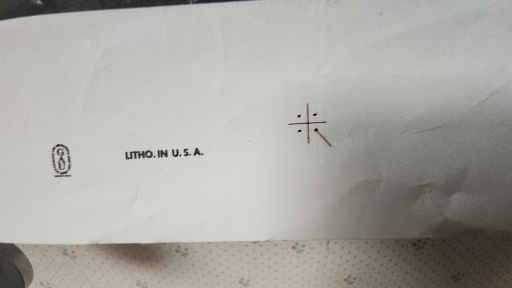 LITHO. IN U. S. A.